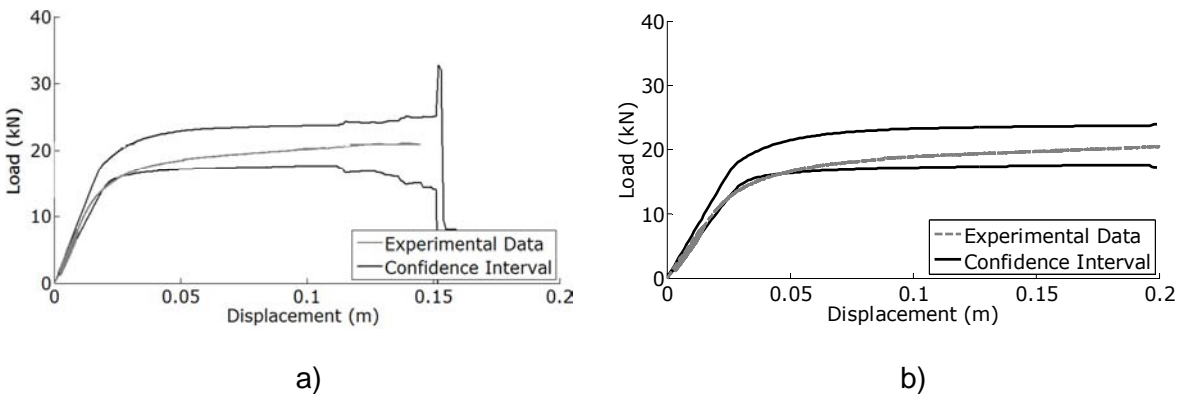 40
30
20
10
0
Load (kN)
0
0.05
0.1
0.15
0.2
Displacement (m)
Experimental Data
Confidence Interval
a)
40
30
20
10
0
Load (kN)
0
0.05
0.1
0.15
0.2
Displacement (m)
Experimental Data
Confidence Interval
b)